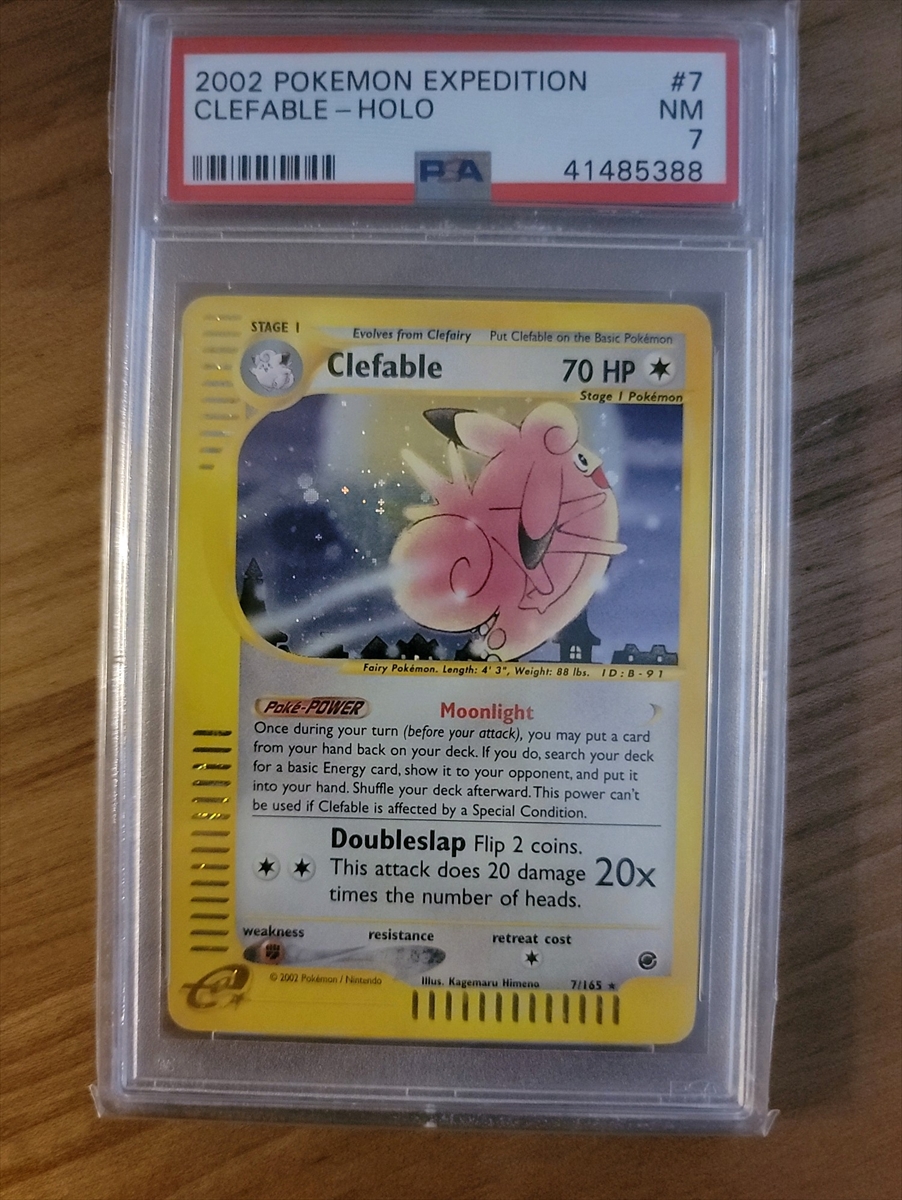 2002 POKEMON EXPEDITION #7
CLEFABLE – HOLO NM
7
PSA 41485388
STAGE 1
Evolves from Clefairy Put Clefable on the Basic Pokémon
Clefable 70 HP
Stage 1 Pokémon
Fairy Pokémon. Length: 4' 3", Weight: 88 lbs. ID:B-91
Poké-POWER Moonlight
Once during your turn (before your attack), you may put a card
from your hand back on your deck. If you do, search your deck
for a basic Energy card, show it to your opponent, and put it
into your hand. Shuffle your deck afterward. This power can't
be used if Clefable is affected by a Special Condition.
Doubleslap Flip 2 coins.
This attack does 20 damage 20x
times the number of heads.
weakness resistance retreat cost
© 2002 Pokémon / Nintendo Illus. Kagemaru Himeno 7/165
e